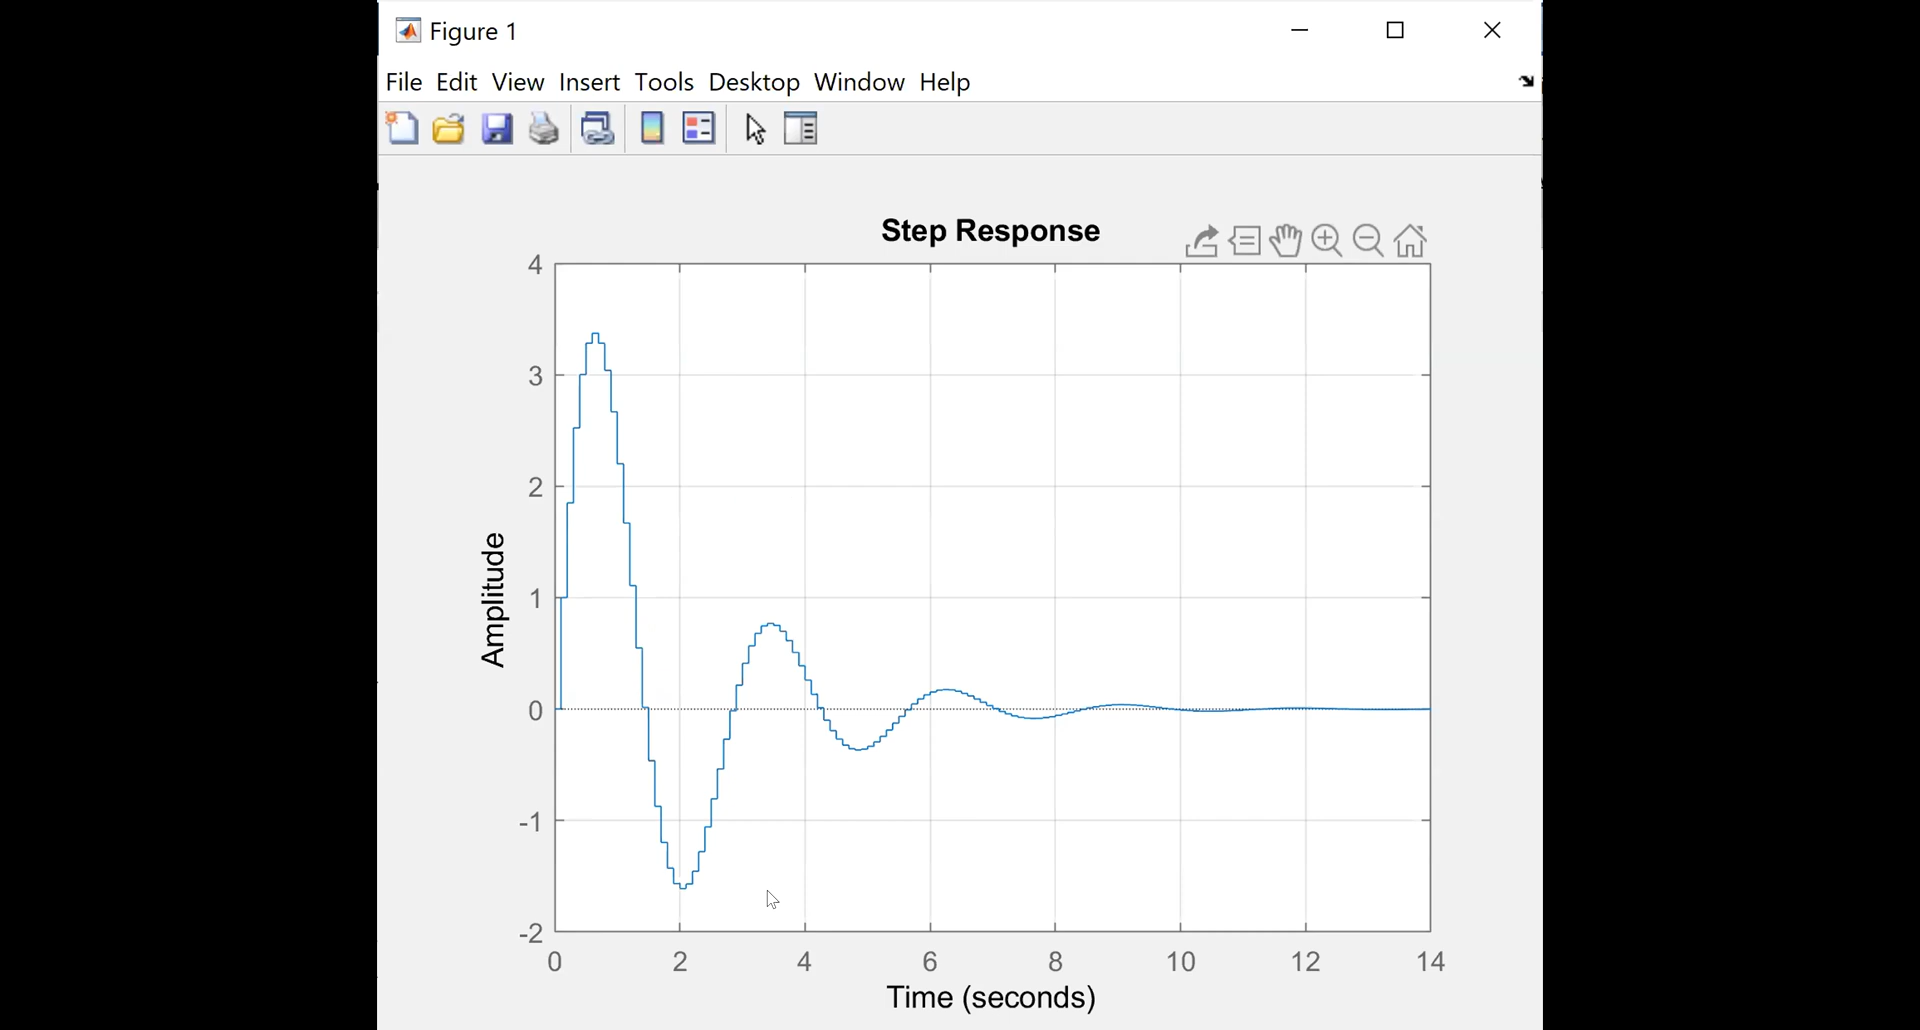 Figure 1
File Edit View Insert Tools Desktop Window Help
Step Response
4
3
2
1
0
-1
-2
Amplitude
0 2 4 6 8 10 12 14
Time (seconds)